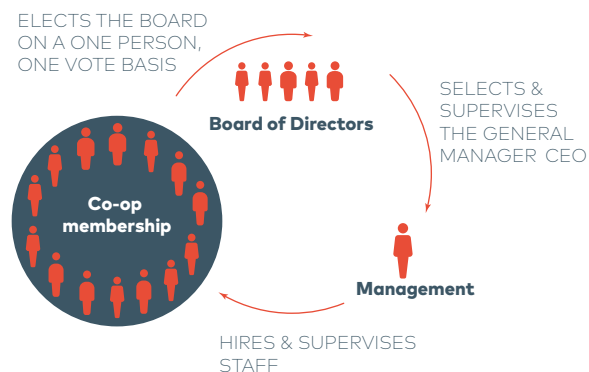 ELECTS THE BOARD
ON A ONE PERSON,
ONE VOTE BASIS
Board of Directors
SELECTS &
SUPERVISES
THE GENERAL
MANAGER CEO
Co-op
membership
Management
HIRES & SUPERVISES
STAFF